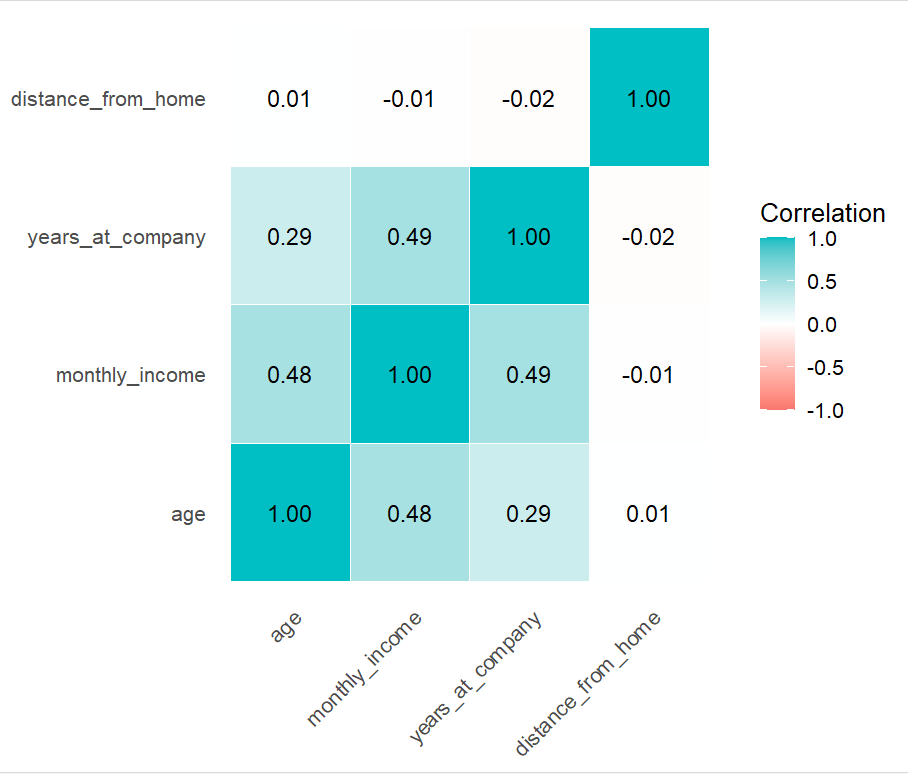 distance_from_home 0.01 -0.01 -0.02 1.00
years_at_company 0.29 0.49 1.00 -0.02
monthly_income 0.48 1.00 0.49 -0.01
age 1.00 0.48 0.29 0.01
age monthly_income years_at_company distance_from_home
Correlation
1.0
0.5
0.0
-0.5
-1.0